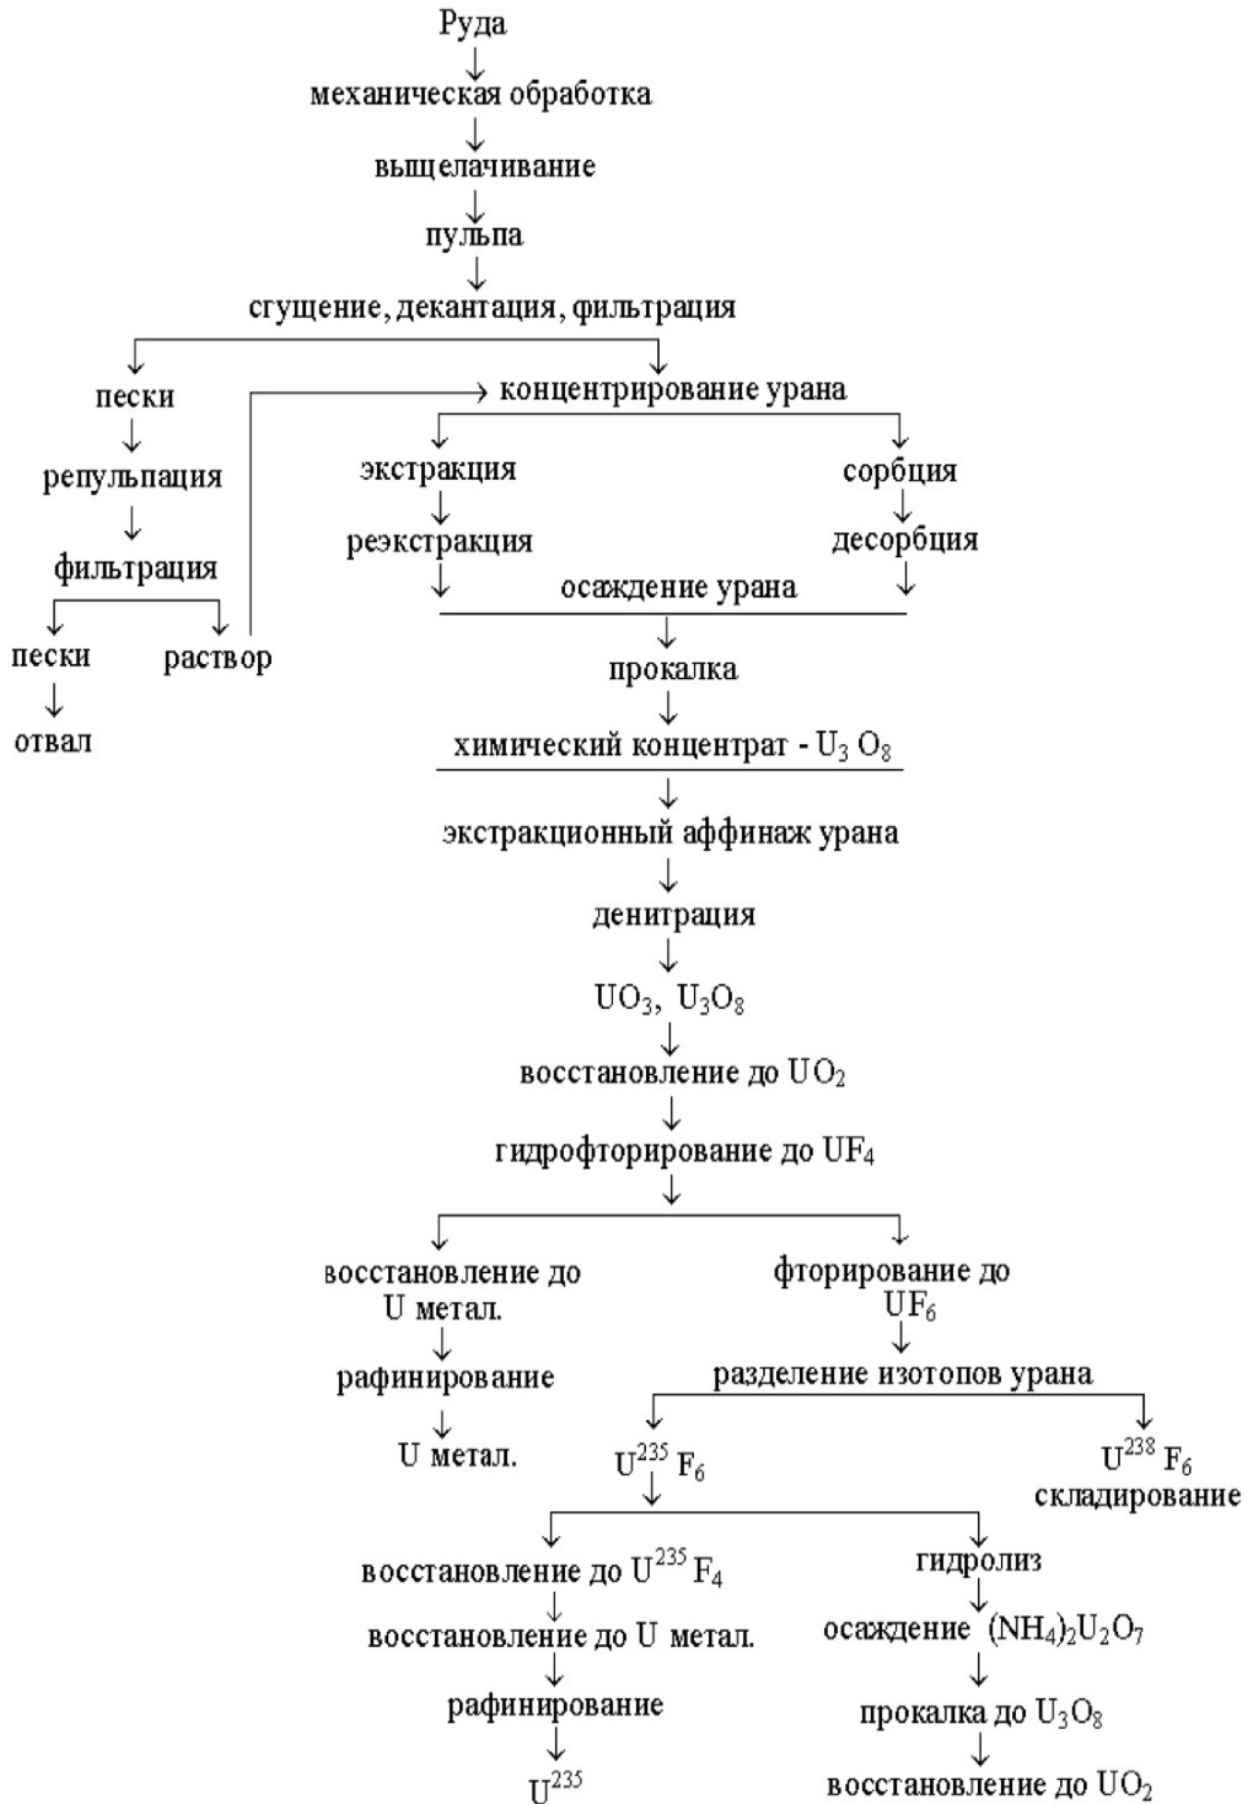 Руда
механическая обработка
выщелачивание
пульпа
сгущение, декантация, фильтрация
пески
концентрирование урана
репульпация
экстракция
сорбция
фильтрация
реэкстракция
десорбция
осаждение урана
пески
раствор
прокалка
отвал
химический концентрат - U₃ O₈
экстракционный аффинаж урана
денитрация
UO₃, U₃O₈
восстановление до UO₂
гидрофторирование до UF₄
восстановление до
U метал.
фторирование до
UF₆
рафинирование
разделение изотопов урана
U метал.
U²³⁵ F₆
U²³⁸ F₆
складирование
восстановление до U²³⁵ F₄
гидролиз
восстановление до U метал.
осаждение (NH₄)₂U₂O₇
рафинирование
прокалка до U₃O₈
U²³⁵
восстановление до UO₂